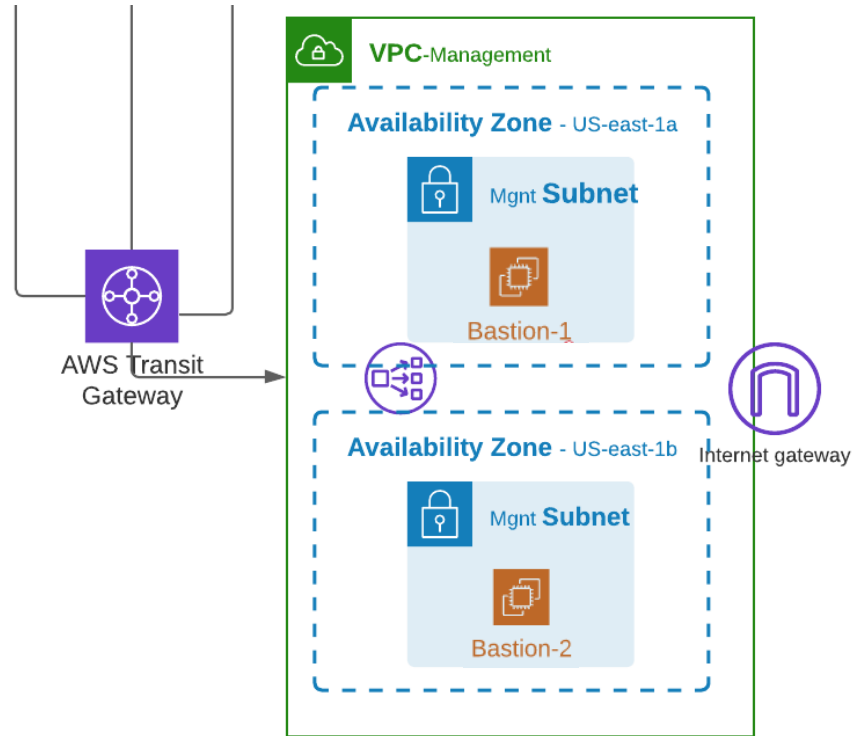 VPC-Management
Availability Zone - US-east-1a
Mgnt Subnet
Bastion-1
AWS Transit
Gateway
Availability Zone - US-east-1b
Internet gateway
Mgnt Subnet
Bastion-2